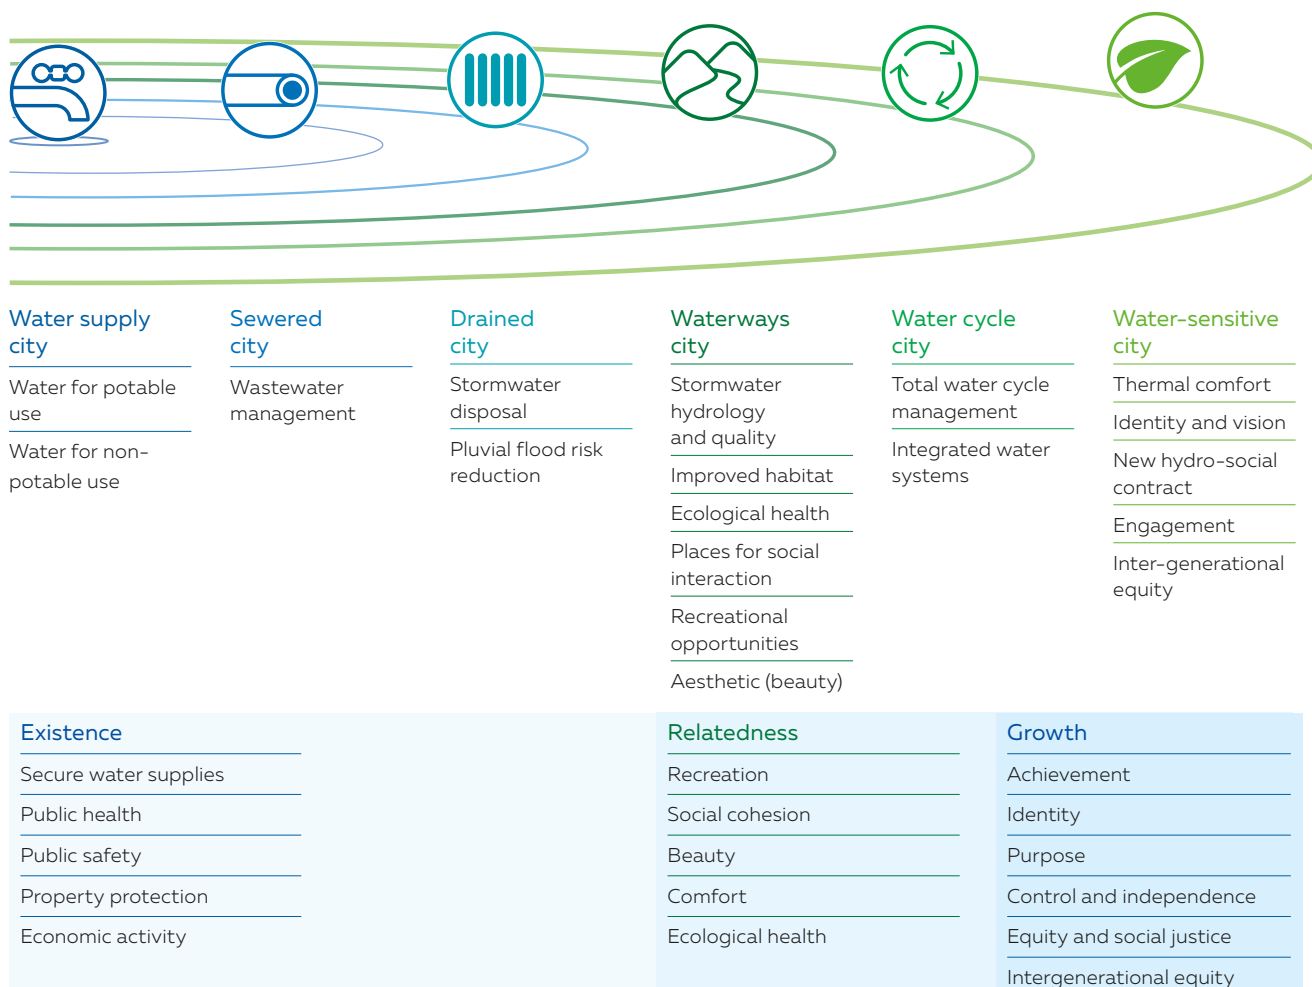 Water supply
city
Water for potable
use
Water for non-
potable use
Sewered
city
Wastewater
management
Drained
city
Stormwater
disposal
Pluvial flood risk
reduction
Waterways
city
Stormwater
hydrology
and quality
Improved habitat
Ecological health
Places for social
interaction
Recreational
opportunities
Aesthetic (beauty)
Water cycle
city
Total water cycle
management
Integrated water
systems
Water-sensitive
city
Thermal comfort
Identity and vision
New hydro-social
contract
Engagement
Inter-generational
equity
Existence
Secure water supplies
Public health
Public safety
Property protection
Economic activity
Relatedness
Recreation
Social cohesion
Beauty
Comfort
Ecological health
Growth
Achievement
Identity
Purpose
Control and independence
Equity and social justice
Intergenerational equity